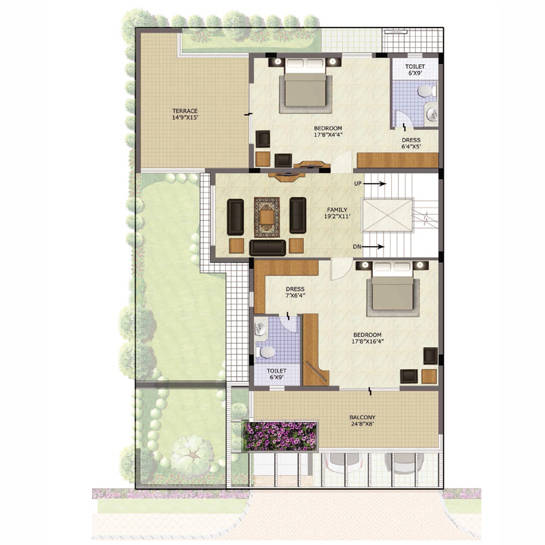 TOILET
6'X9'
TERRACE
14'9"X15'
BEDROOM
17'8"X4'4"
DRESS
6'4"X5'
UP
FAMILY
19'2"X11'
DN
DRESS
7'X6'4"
BEDROOM
17'8"X16'4"
TOILET
6'X9'
BALCONY
24'8"X8'